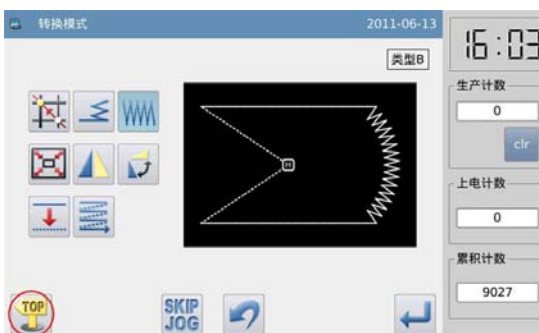 转换模式 2011-06-13
类型B
16:03
生产计数
0
clr
上电计数
0
累积计数
9027
H
TOP
SKIP
JOG